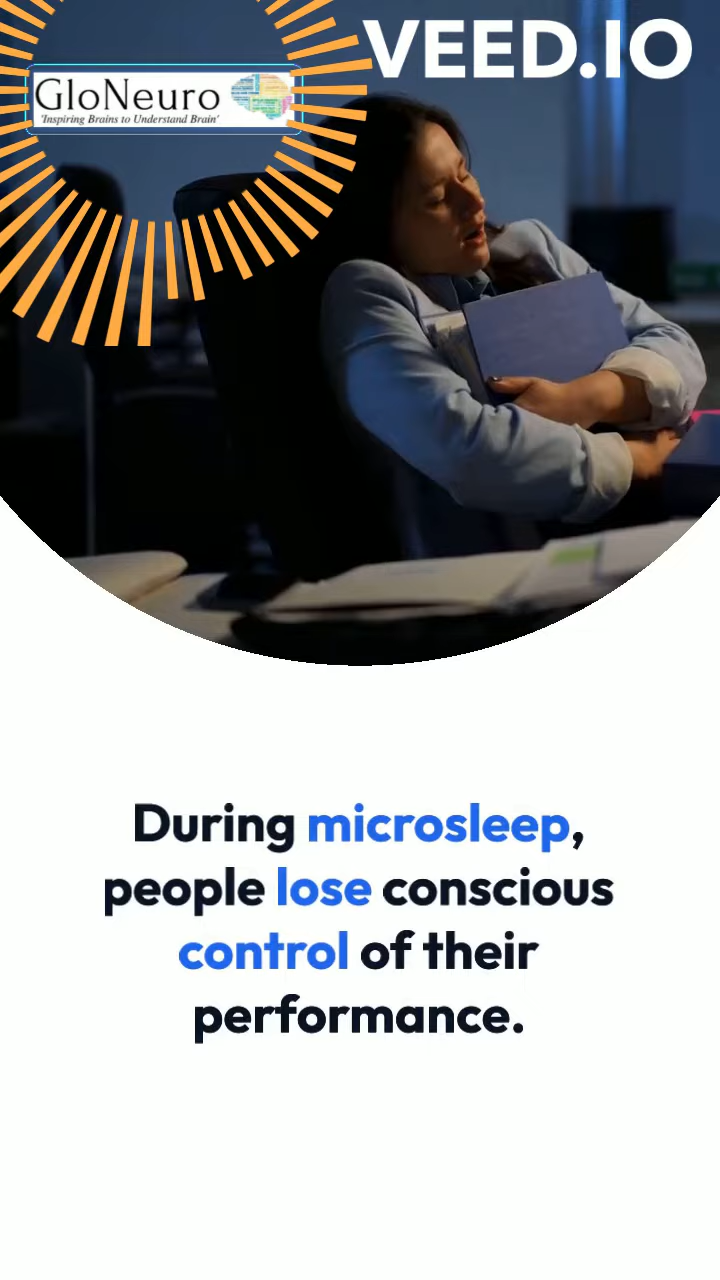 VEED.IO
GloNeuro
'Inspiring Brains to Understand Brain'
During microsleep,
people lose conscious
control of their
performance.